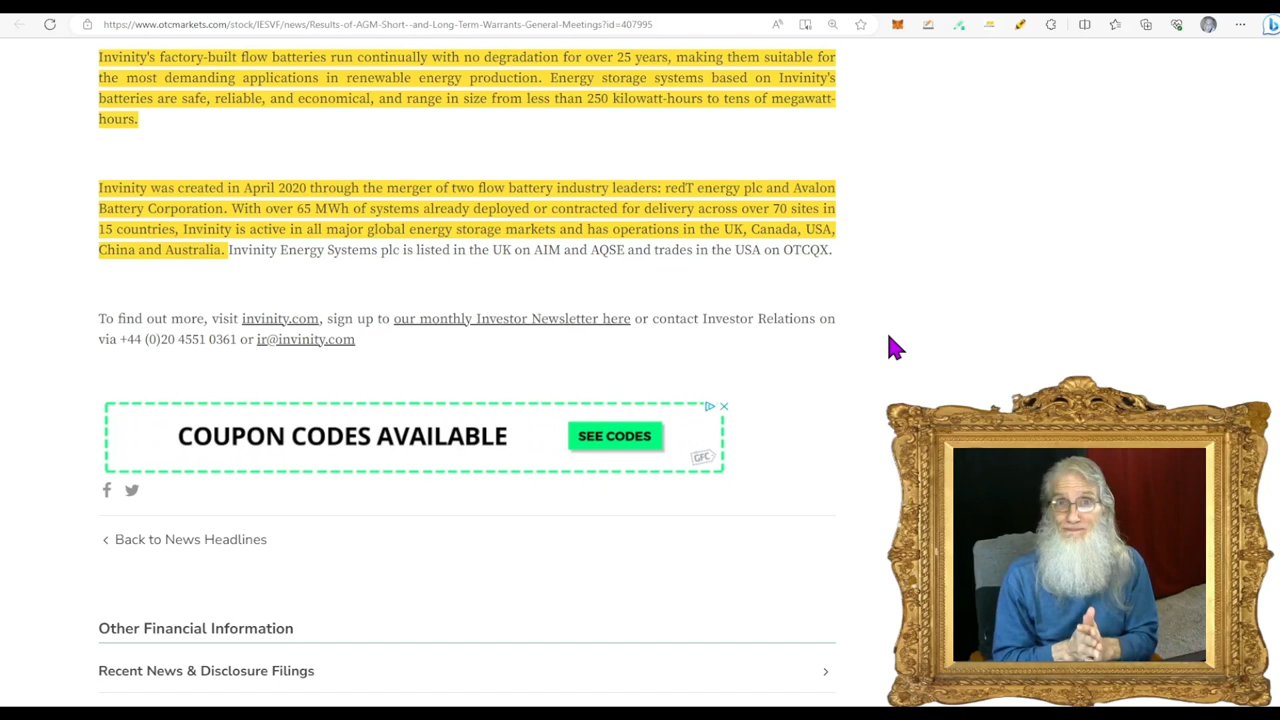 https://www.otcmarkets.com/stock/IESVF/news/Results-of-AGM-Short--and-Long-Term-Warrants-General-Meetings?id=407995
Invinity's factory-built flow batteries run continually with no degradation for over 25 years, making them suitable for
the most demanding applications in renewable energy production. Energy storage systems based on Invinity's
batteries are safe, reliable, and economical, and range in size from less than 250 kilowatt-hours to tens of megawatt-
hours.
Invinity was created in April 2020 through the merger of two flow battery industry leaders: redT energy plc and Avalon
Battery Corporation. With over 65 MWh of systems already deployed or contracted for delivery across over 70 sites in
15 countries, Invinity is active in all major global energy storage markets and has operations in the UK, Canada, USA,
China and Australia. Invinity Energy Systems plc is listed in the UK on AIM and AQSE and trades in the USA on OTCQX.
To find out more, visit invinity.com, sign up to our monthly Investor Newsletter here or contact Investor Relations on
via +44 (0)20 4551 0361 or ir@invinity.com
COUPON CODES AVAILABLE
SEE CODES
GFC
Back to News Headlines
Other Financial Information
Recent News & Disclosure Filings